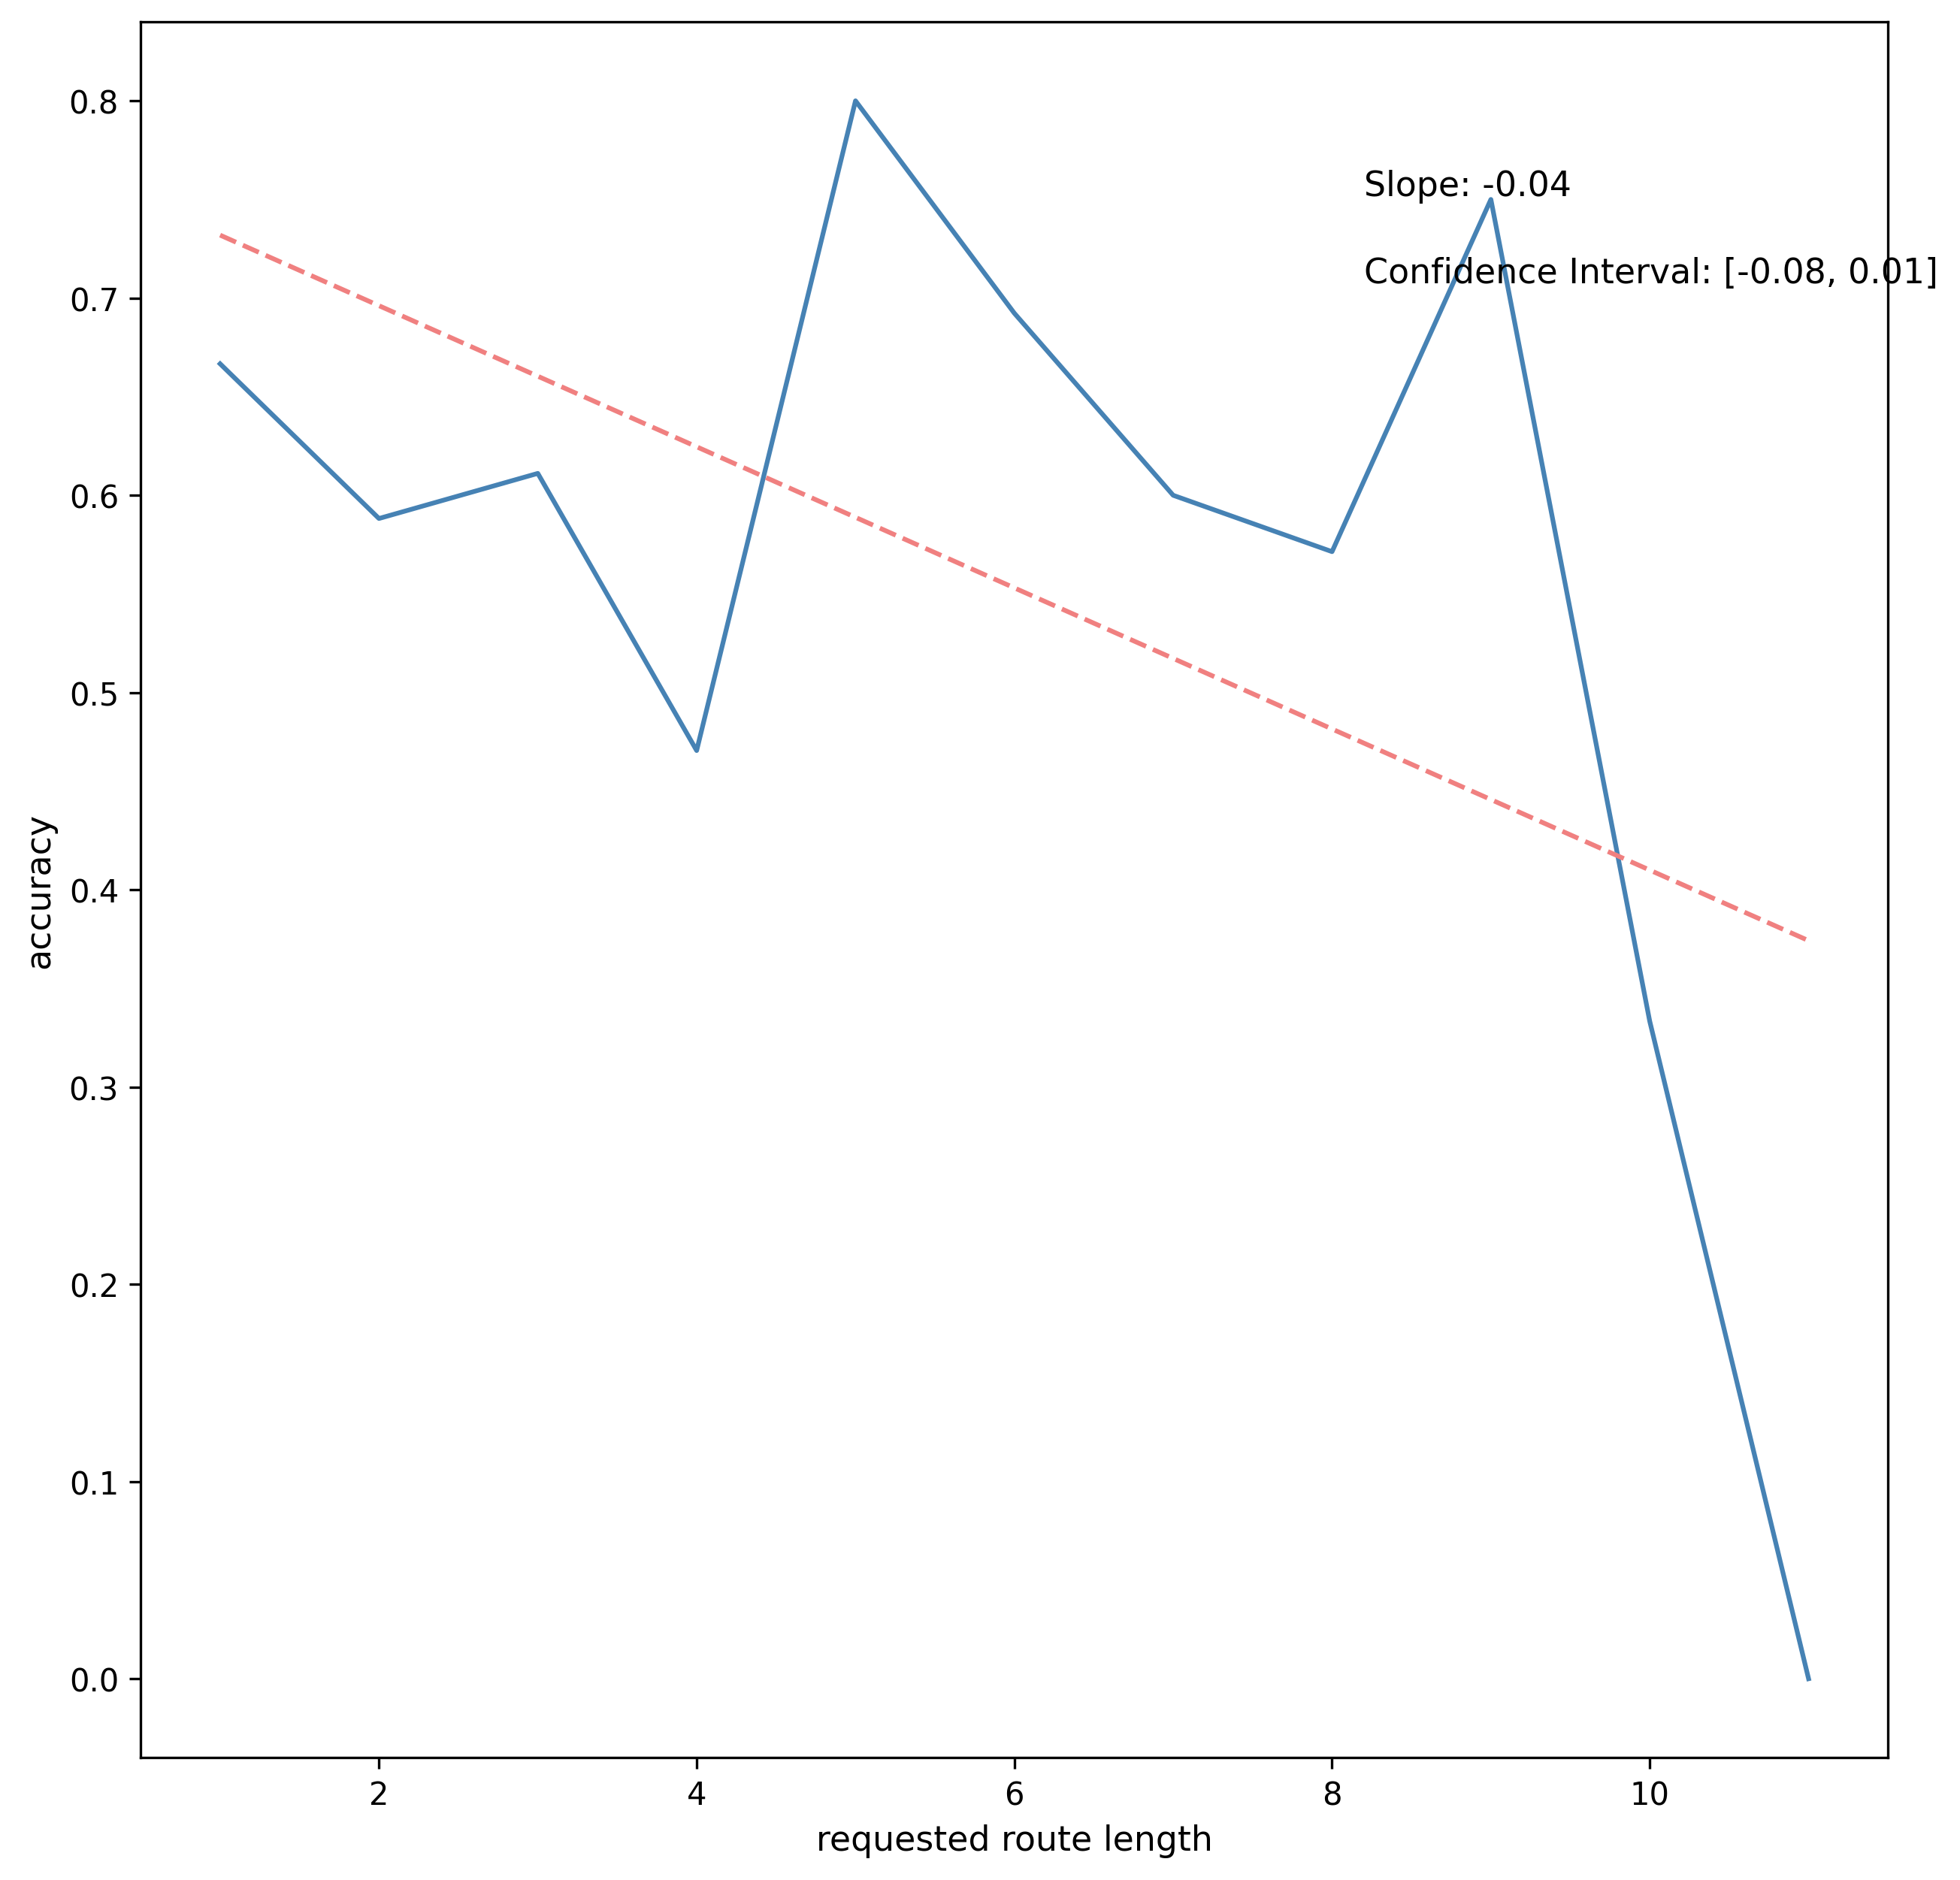 Slope: -0.04
Confidence Interval: [-0.08, 0.01]
0.8
0.7
0.6
0.5
0.4
0.3
0.2
0.1
0.0
accuracy
2 4 6 8 10
requested route length